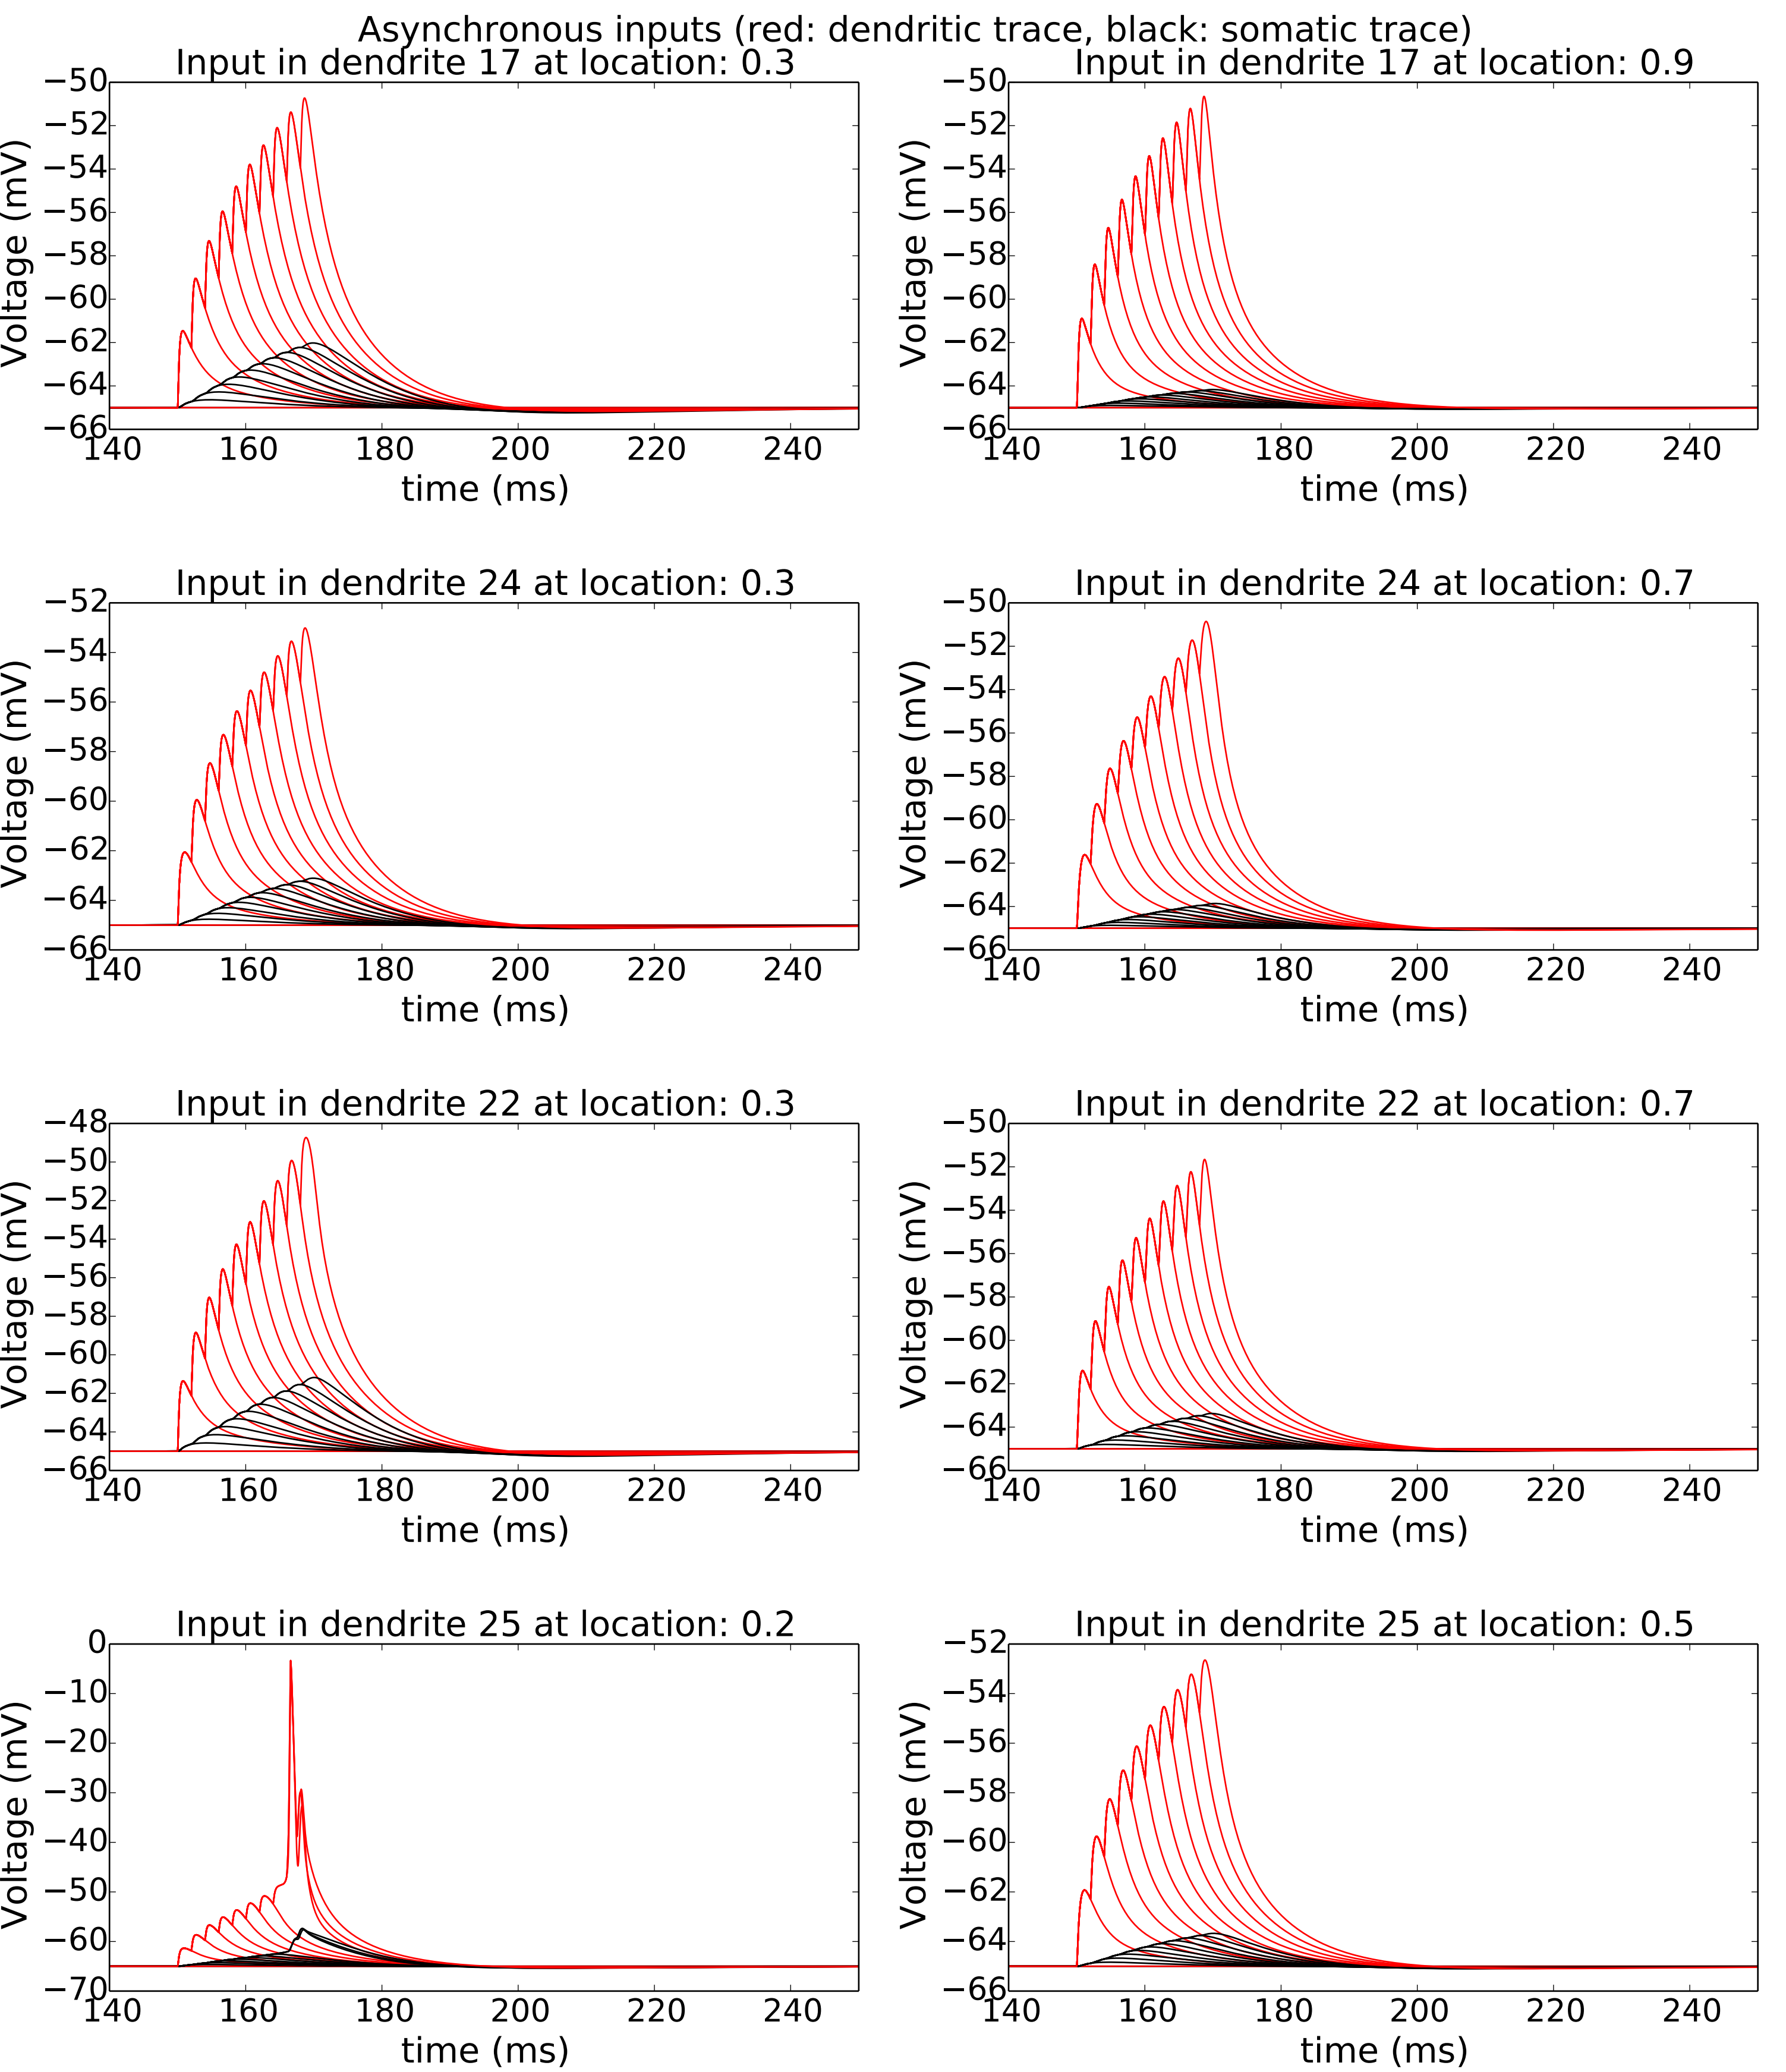 Asynchronous inputs (red: dendritic trace, black: somatic trace)
Input in dendrite 17 at location: 0.3
−50
−52
−54
−56
−58
−60
−62
−64
−66
Voltage (mV)
140 160 180 200 220 240
time (ms)
Input in dendrite 17 at location: 0.9
−50
−52
−54
−56
−58
−60
−62
−64
−66
Voltage (mV)
140 160 180 200 220 240
time (ms)
Input in dendrite 24 at location: 0.3
−52
−54
−56
−58
−60
−62
−64
−66
Voltage (mV)
140 160 180 200 220 240
time (ms)
Input in dendrite 24 at location: 0.7
−50
−52
−54
−56
−58
−60
−62
−64
−66
Voltage (mV)
140 160 180 200 220 240
time (ms)
Input in dendrite 22 at location: 0.3
−48
−50
−52
−54
−56
−58
−60
−62
−64
−66
Voltage (mV)
140 160 180 200 220 240
time (ms)
Input in dendrite 22 at location: 0.7
−50
−52
−54
−56
−58
−60
−62
−64
−66
Voltage (mV)
140 160 180 200 220 240
time (ms)
Input in dendrite 25 at location: 0.2
0
−10
−20
−30
−40
−50
−60
−70
Voltage (mV)
140 160 180 200 220 240
time (ms)
Input in dendrite 25 at location: 0.5
−52
−54
−56
−58
−60
−62
−64
−66
Voltage (mV)
140 160 180 200 220 240
time (ms)